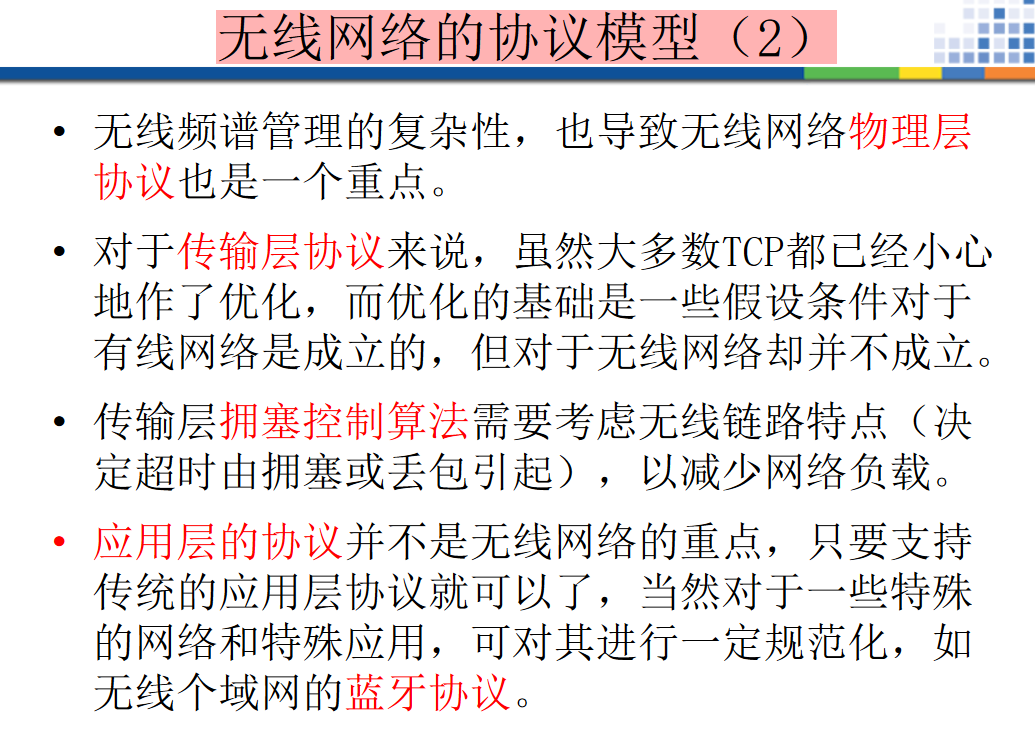 无线网络的协议模型（2）
• 无线频谱管理的复杂性，也导致无线网络物理层
协议也是一个重点。
• 对于传输层协议来说，虽然大多数TCP都已经小心
地作了优化，而优化的基础是一些假设条件对于
有线网络是成立的，但对于无线网络却并不成立。
• 传输层拥塞控制算法需要考虑无线链路特点（决
定超时由拥塞或丢包引起），以减少网络负载。
• 应用层的协议并不是无线网络的重点，只要支持
传统的应用层协议就可以了，当然对于一些特殊
的网络和特殊应用，可对其进行一定规范化，如
无线个域网的蓝牙协议。